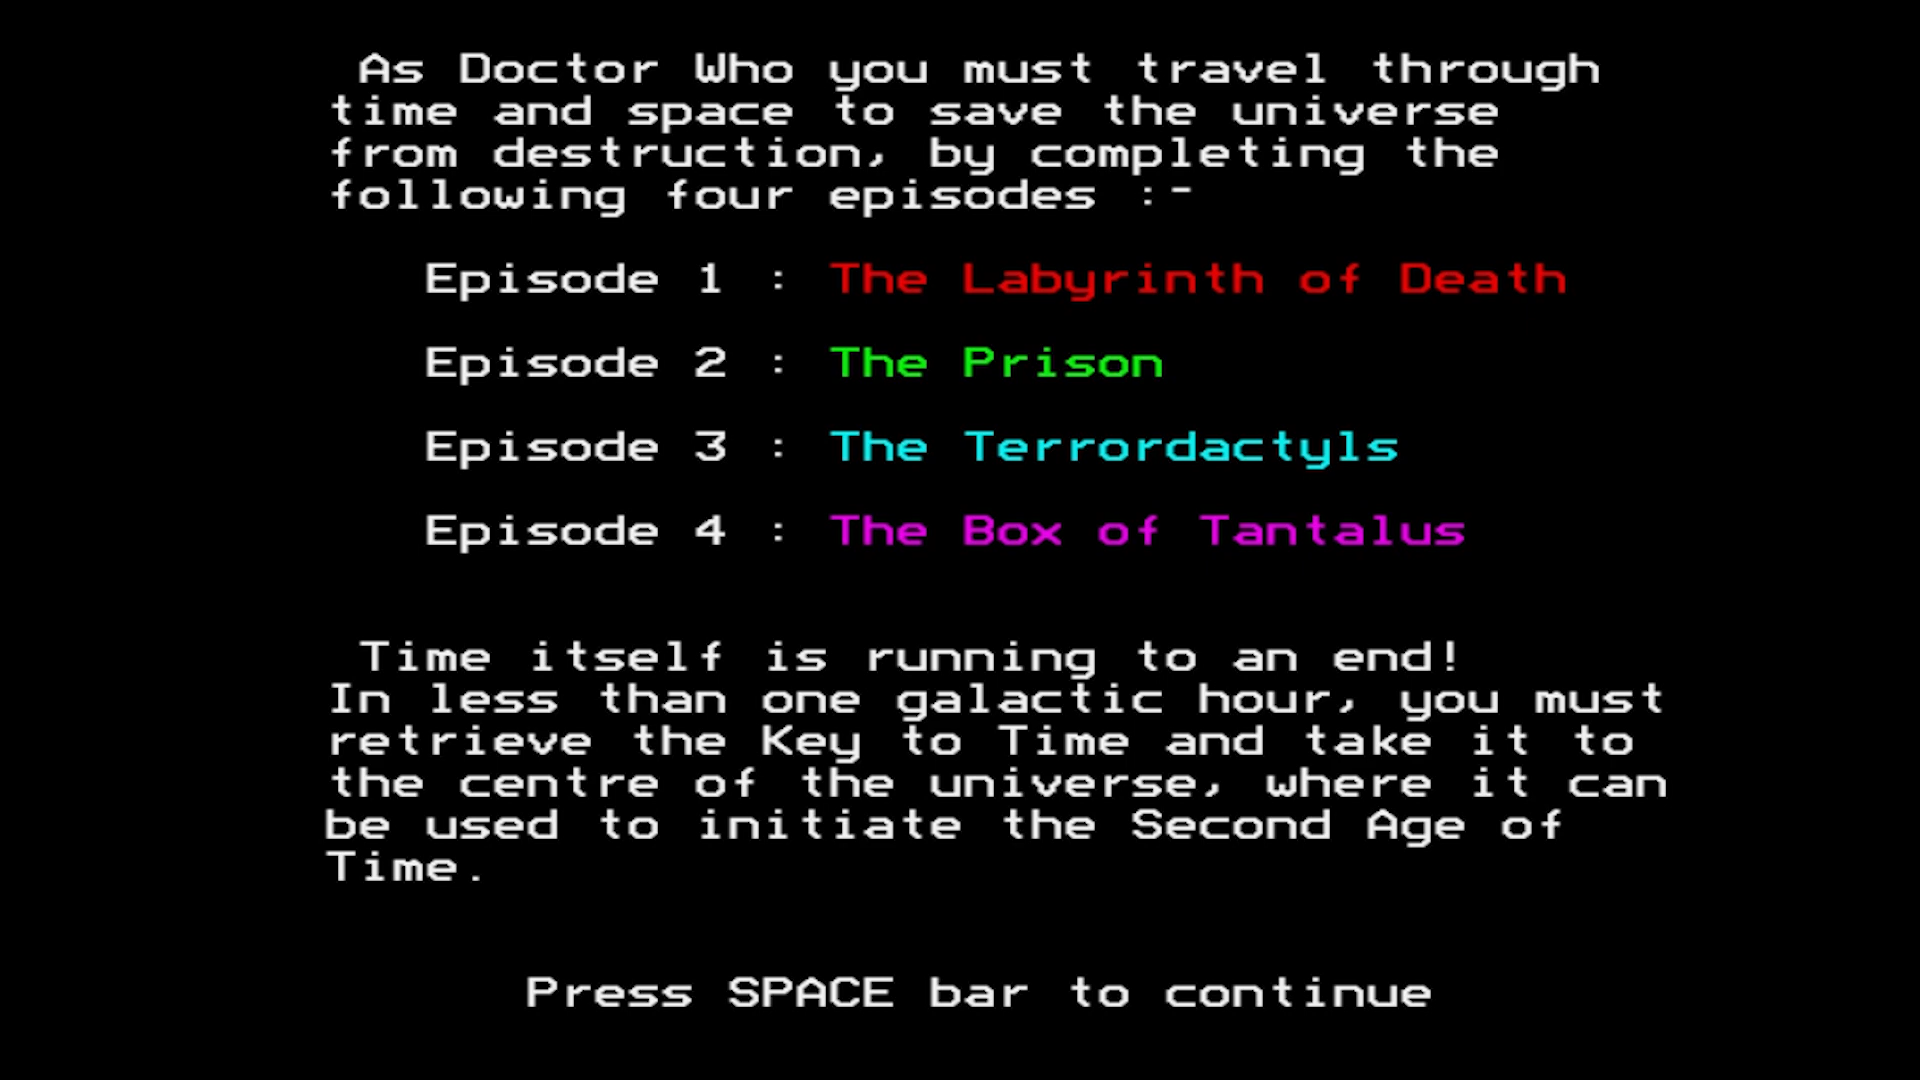 As Doctor Who you must travel through
time and space to save the universe
from destruction, by completing the
following four episodes :-
Episode 1 : The Labyrinth of Death
Episode 2 : The Prison
Episode 3 : The Terrordactyls
Episode 4 : The Box of Tantalus
Time itself is running to an end!
In less than one galactic hour, you must
retrieve the Key to Time and take it to
the centre of the universe, where it can
be used to initiate the Second Age of
Time.
Press SPACE bar to continue